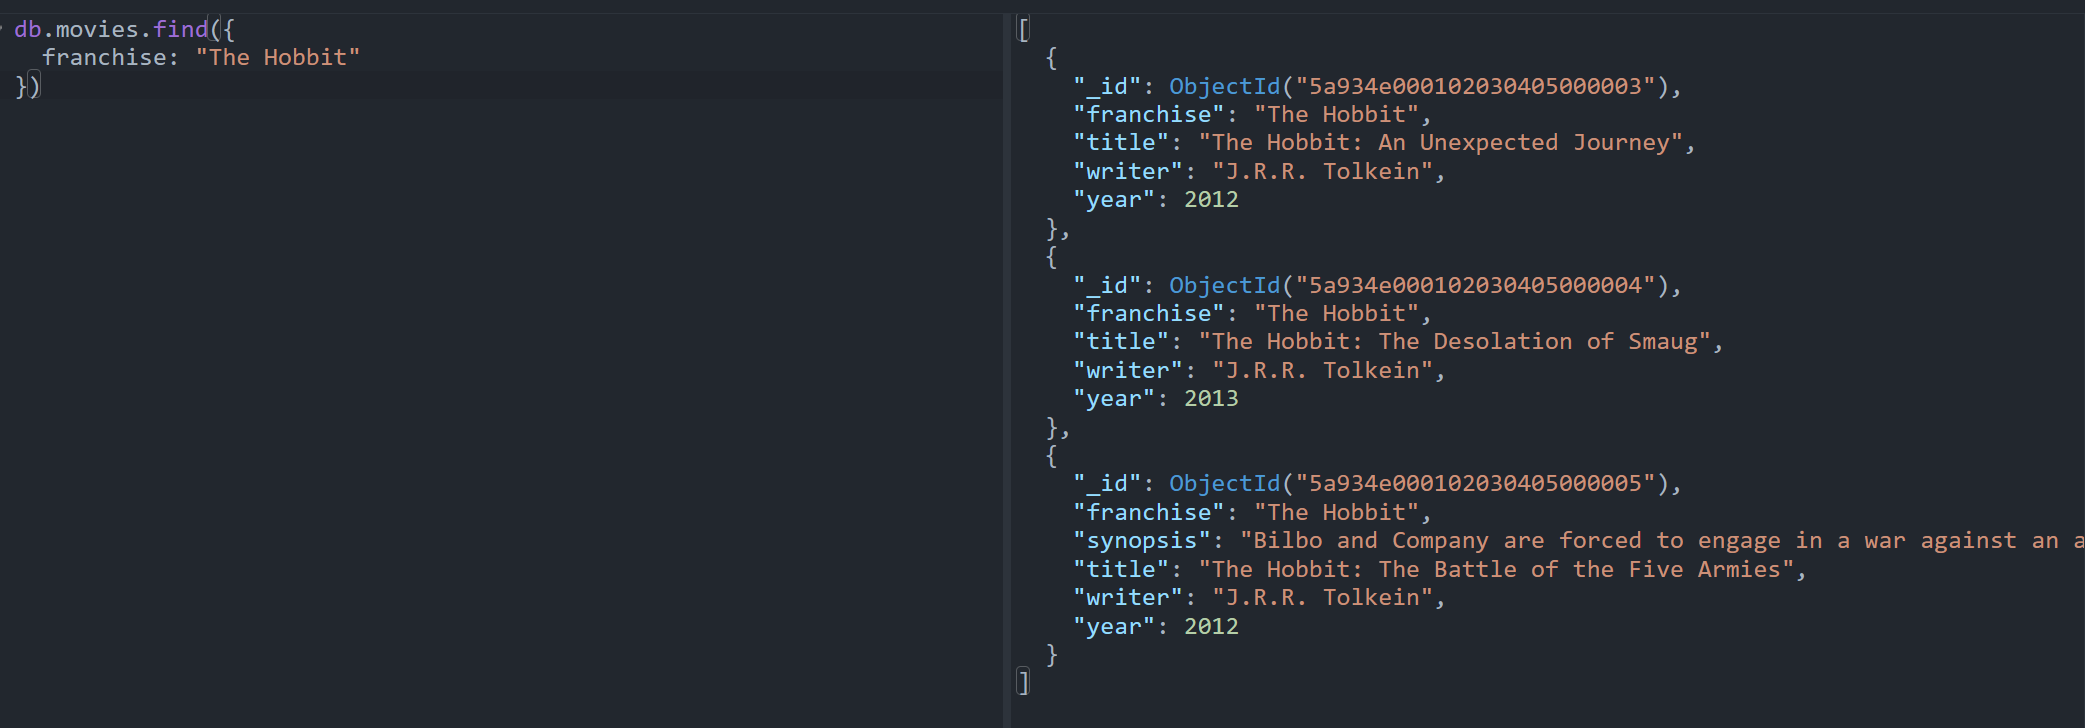 db.movies.find({
  franchise: "The Hobbit"
})
[
  {
    "_id": ObjectId("5a934e000102030405000003"),
    "franchise": "The Hobbit",
    "title": "The Hobbit: An Unexpected Journey",
    "writer": "J.R.R. Tolkein",
    "year": 2012
  },
  {
    "_id": ObjectId("5a934e000102030405000004"),
    "franchise": "The Hobbit",
    "title": "The Hobbit: The Desolation of Smaug",
    "writer": "J.R.R. Tolkein",
    "year": 2013
  },
  {
    "_id": ObjectId("5a934e000102030405000005"),
    "franchise": "The Hobbit",
    "synopsis": "Bilbo and Company are forced to engage in a war against an a
    "title": "The Hobbit: The Battle of the Five Armies",
    "writer": "J.R.R. Tolkein",
    "year": 2012
  }
]